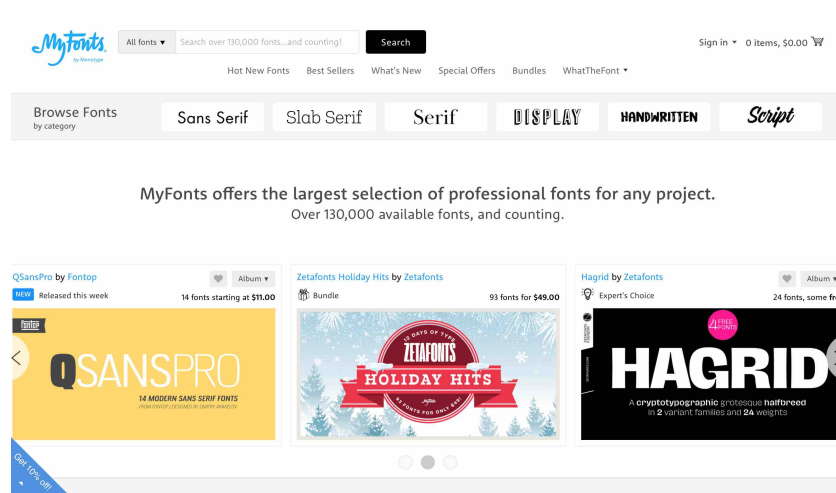 MyFonts
by Monotype
All fonts ▼
Search over 130,000 fonts...and counting!
Search
Sign in ▼ 0 items, $0.00
Hot New Fonts Best Sellers What's New Special Offers Bundles WhatTheFont ▼
Browse Fonts
by category
Sans Serif
Slab Serif
Serif
DISPLAY
HANDWRITTEN
Script
MyFonts offers the largest selection of professional fonts for any project.
Over 130,000 available fonts, and counting.
QSansPro by Fontop
Album ▼
NEW Released this week
14 fonts starting at $11.00
Fontop
QSANSPRO
14 MODERN SANS SERIF FONTS
Zetafonts Holiday Hits by Zetafonts
Bundle
93 fonts for $49.00
12 DAYS OF TYPE
ZETAFONTS
HOLIDAY HITS
93 FONTS FOR ONLY $49!
Hagrid by Zetafonts
Album ▼
Expert's Choice
24 fonts, some fr
4 FREE
FONTS
HAGRID
A cryptotypographic grotesque halfbreed
In 2 variant families and 24 weights
Get 10% off!